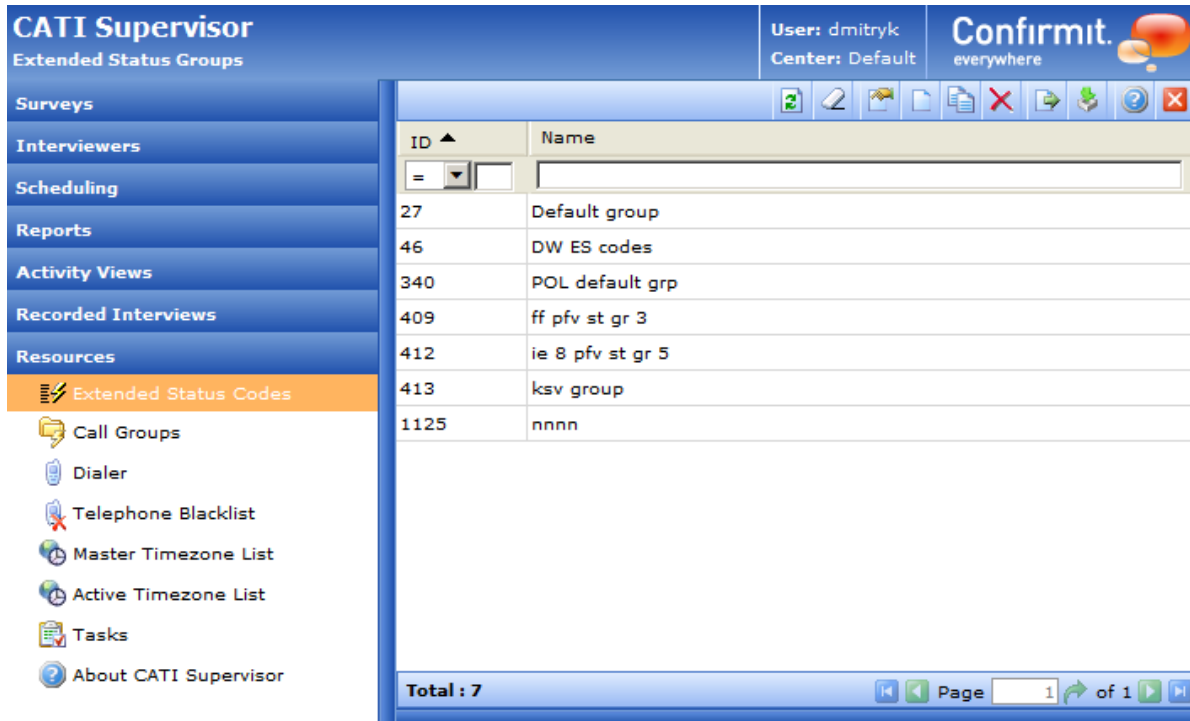 CATI Supervisor
Extended Status Groups
User: dmitryk
Center: Default
Confirmit.
everywhere
Surveys
Interviewers
Scheduling
Reports
Activity Views
Recorded Interviews
Resources
Extended Status Codes
Call Groups
Dialer
Telephone Blacklist
Master Timezone List
Active Timezone List
Tasks
About CATI Supervisor
ID Name
=
27 Default group
46 DW ES codes
340 POL default grp
409 ff pfv st gr 3
412 ie 8 pfv st gr 5
413 ksv group
1125 nnnn
Total : 7 Page 1 of 1